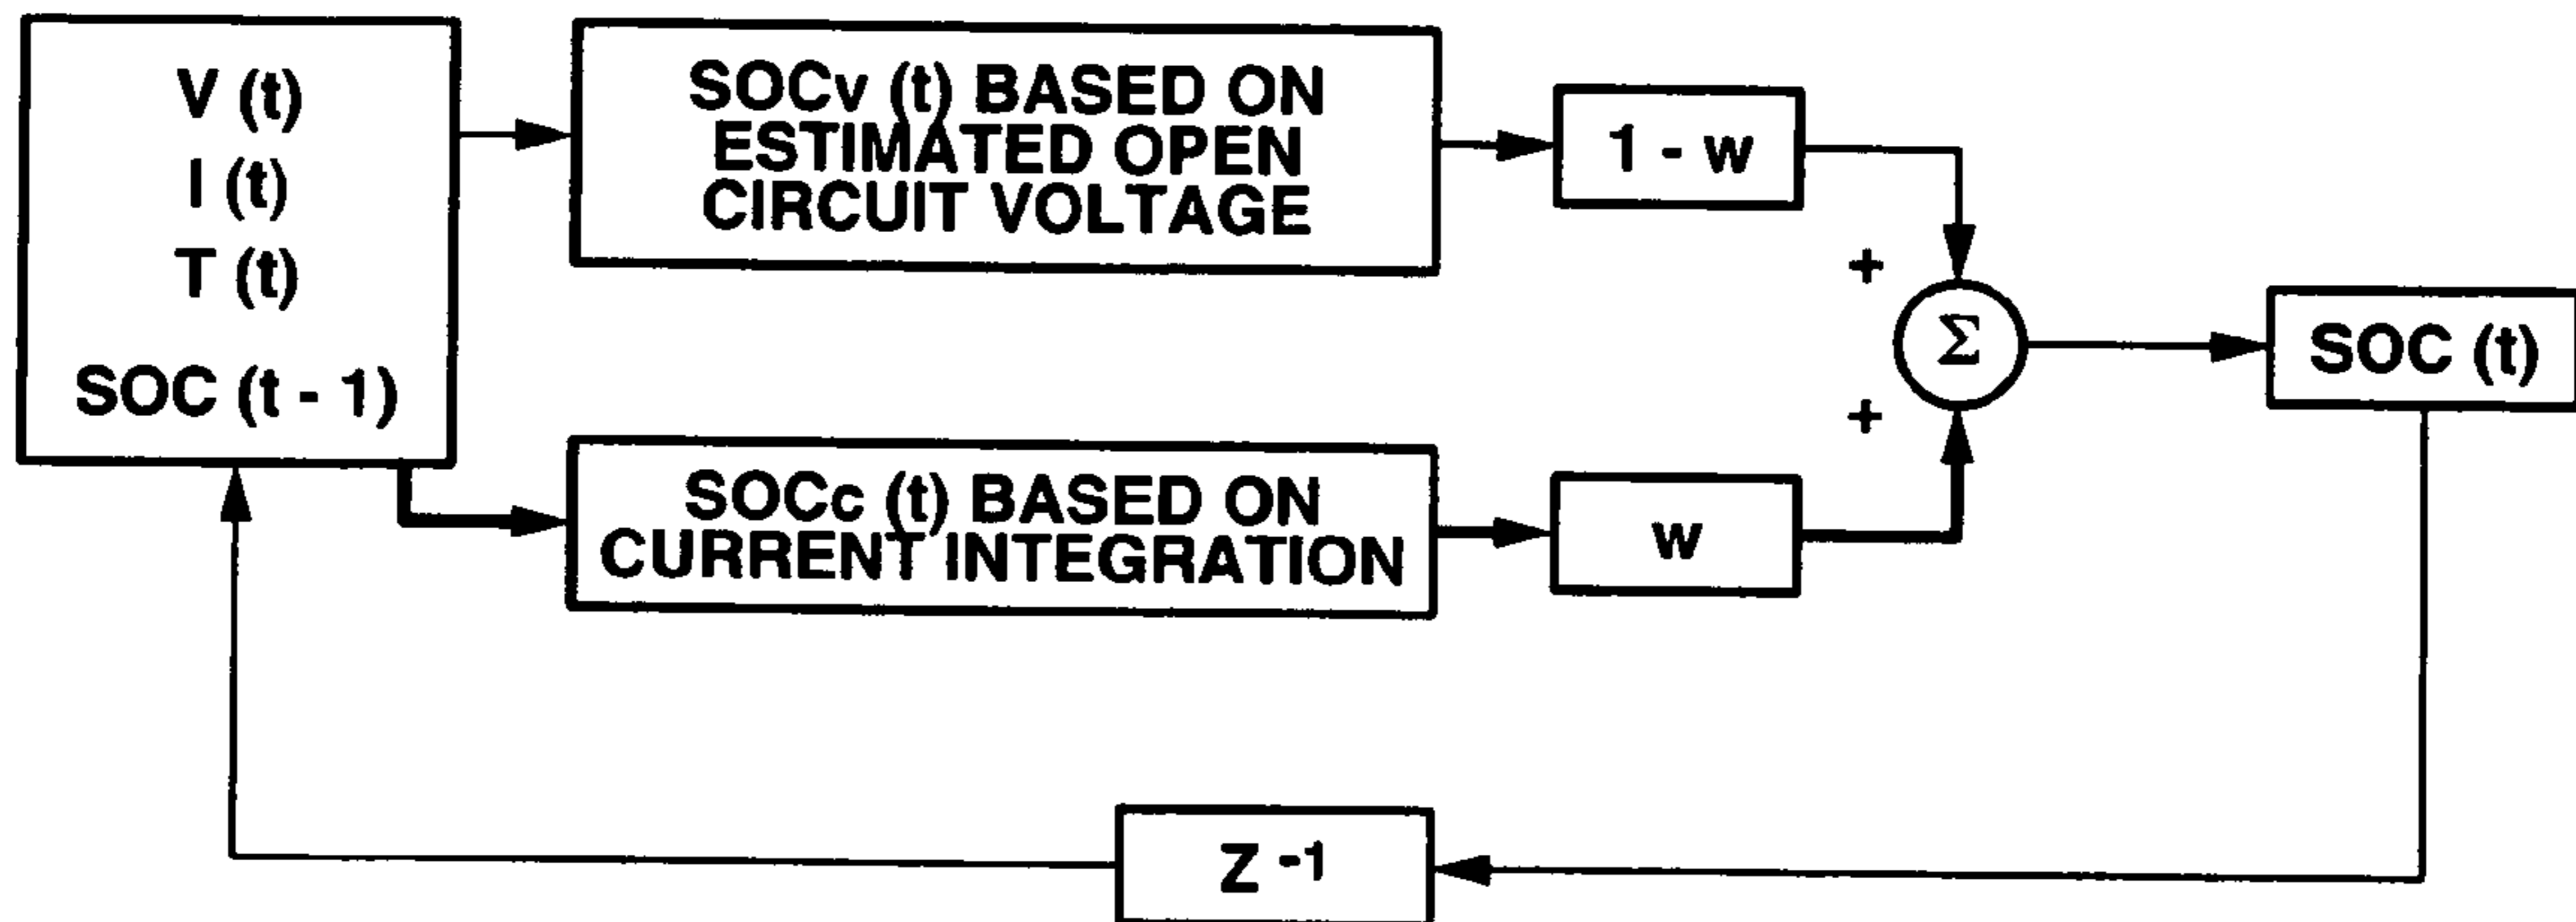 V (t)
I (t)
T (t)
SOC (t - 1)
SOCv (t) BASED ON
ESTIMATED OPEN
CIRCUIT VOLTAGE
1 - w
+
Σ
SOC (t)
+
SOCc (t) BASED ON
CURRENT INTEGRATION
w
Z -1